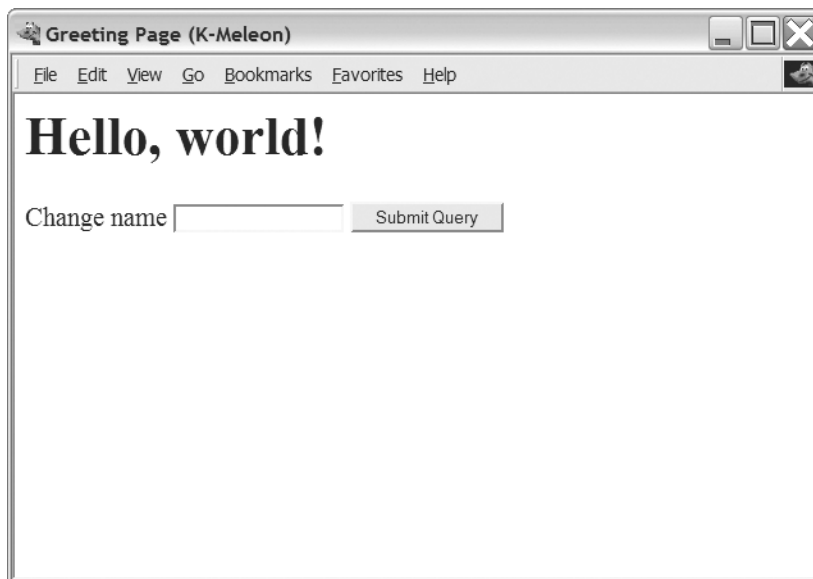 Greeting Page (K-Meleon)
File Edit View Go Bookmarks Favorites Help
Hello, world!
Change name Submit Query